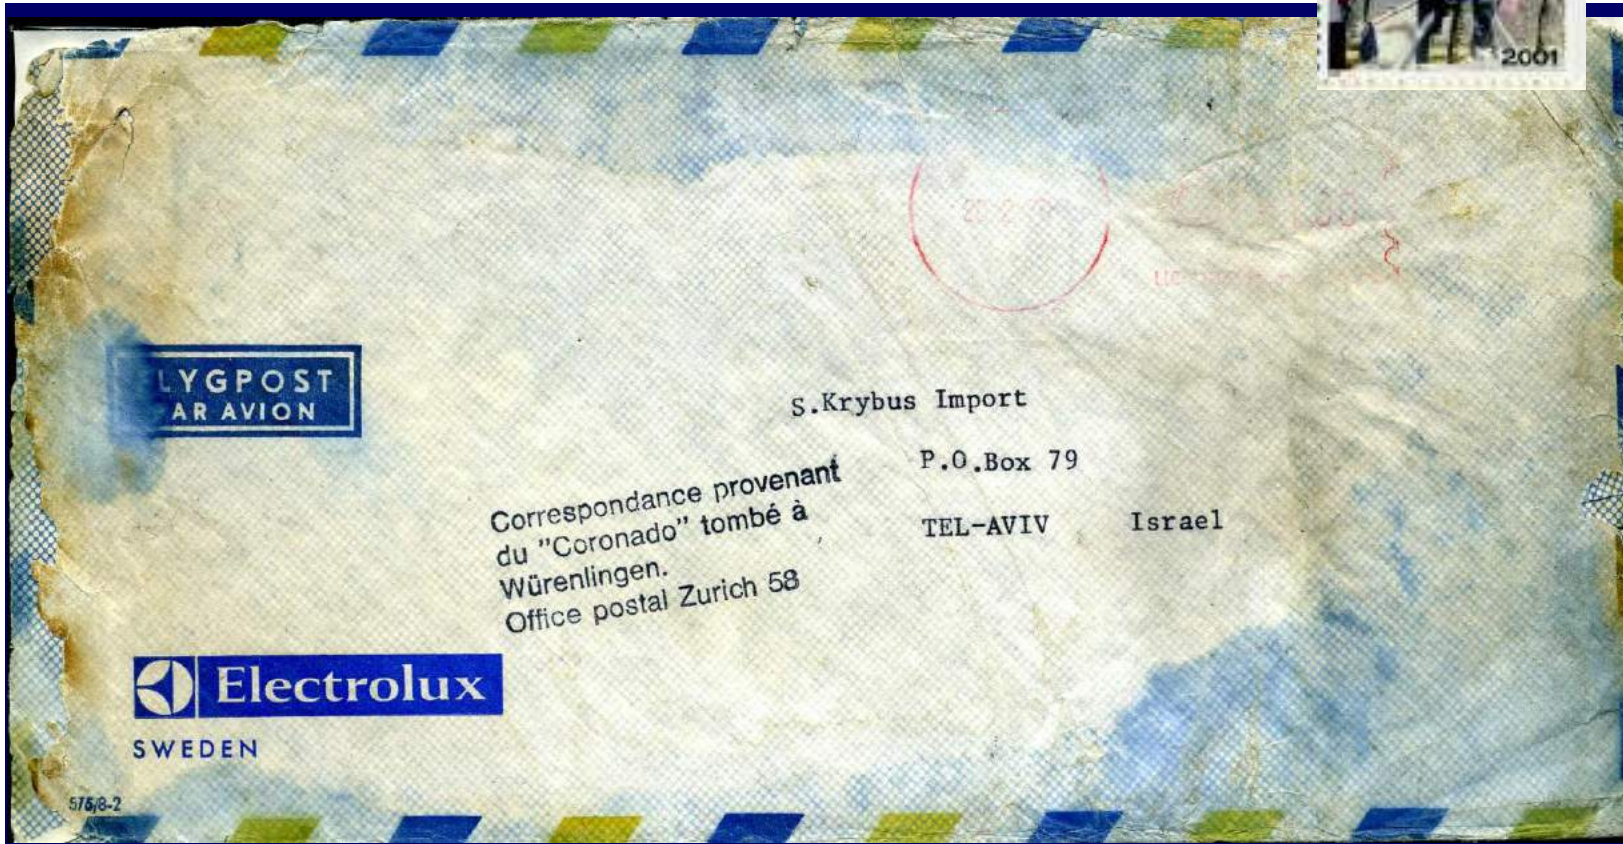 2001
LYGPOST
AR AVION
S.Krybus Import
P.O.Box 79
TEL-AVIV Israel
Correspondance provenant
du "Coronado" tombé à
Würenlingen.
Office postal Zurich 58
Electrolux
SWEDEN
575/8-2